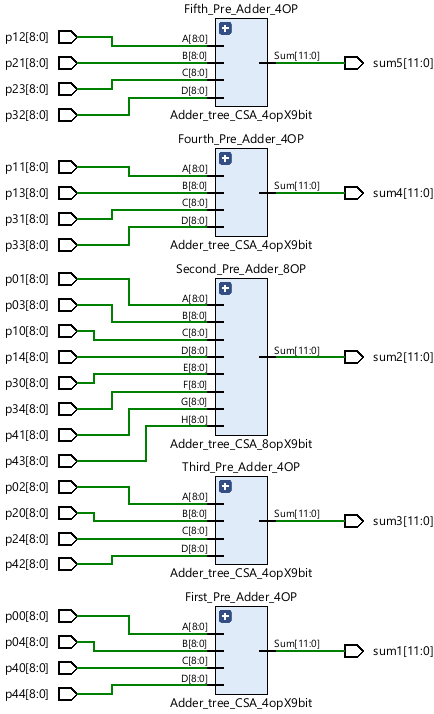 Fifth_Pre_Adder_4OP
p12[8:0] A[8:0]
p21[8:0] B[8:0] Sum[11:0] sum5[11:0]
p23[8:0] C[8:0]
p32[8:0] D[8:0]
Adder_tree_CSA_4opX9bit
Fourth_Pre_Adder_4OP
p11[8:0] A[8:0]
p13[8:0] B[8:0] Sum[11:0] sum4[11:0]
p31[8:0] C[8:0]
p33[8:0] D[8:0]
Adder_tree_CSA_4opX9bit
Second_Pre_Adder_8OP
p01[8:0] A[8:0]
p03[8:0] B[8:0]
p10[8:0] C[8:0]
p14[8:0] D[8:0] Sum[11:0] sum2[11:0]
p30[8:0] E[8:0]
p34[8:0] F[8:0]
p41[8:0] G[8:0]
p43[8:0] H[8:0]
Adder_tree_CSA_8opX9bit
Third_Pre_Adder_4OP
p02[8:0] A[8:0]
p20[8:0] B[8:0] Sum[11:0] sum3[11:0]
p24[8:0] C[8:0]
p42[8:0] D[8:0]
Adder_tree_CSA_4opX9bit
First_Pre_Adder_4OP
p00[8:0] A[8:0]
p04[8:0] B[8:0] Sum[11:0] sum1[11:0]
p40[8:0] C[8:0]
p44[8:0] D[8:0]
Adder_tree_CSA_4opX9bit